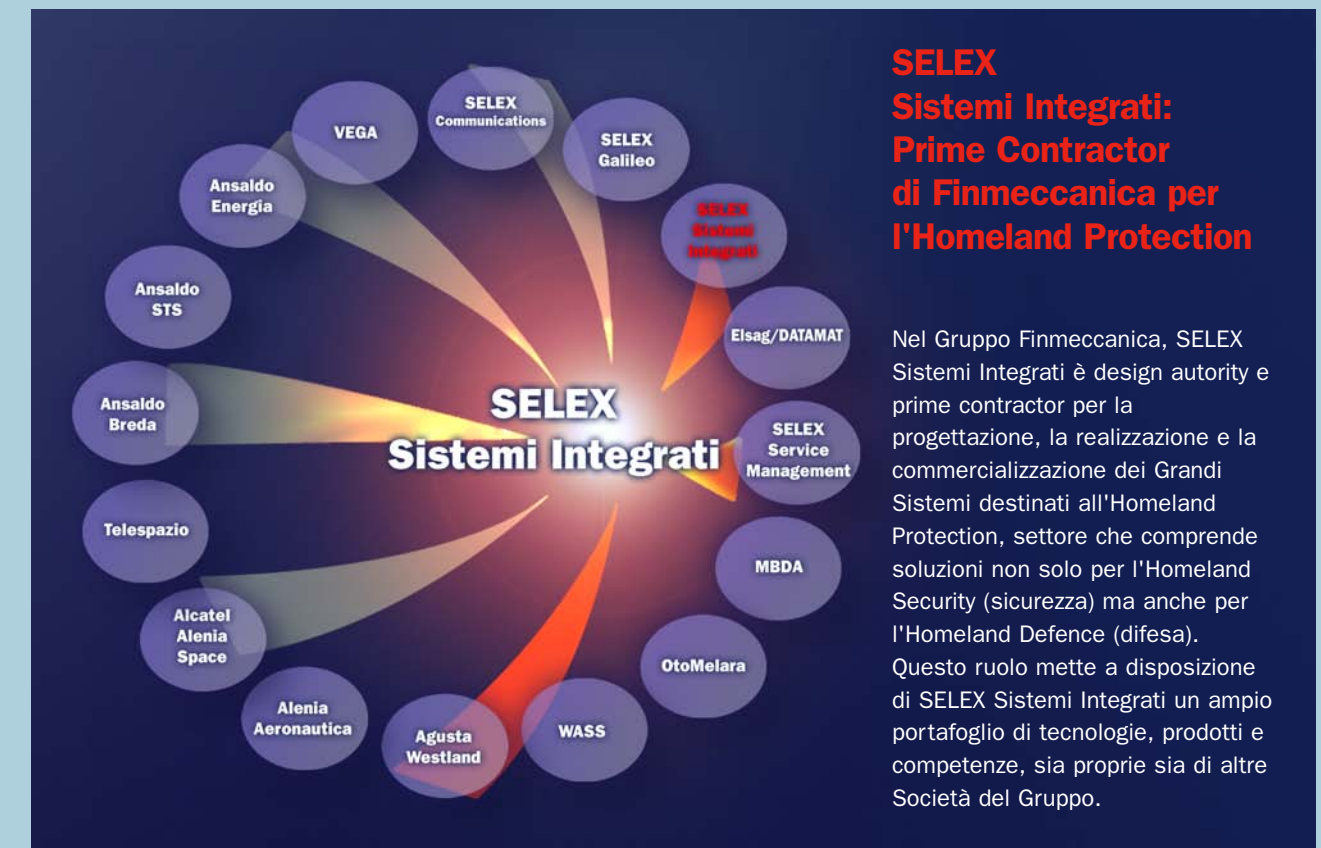 SELEX
Communications
VEGA
SELEX
Galileo
Ansaldo
Energia
SELEX
Sistemi
Integrati
Ansaldo
STS
Elsag/DATAMAT
Ansaldo
Breda
SELEX
Sistemi Integrati
SELEX
Service
Management
Telespazio
MBDA
Alcatel
Alenia
Space
OtoMelara
Alenia
Aeronautica
Agusta
Westland
WASS
SELEX
Sistemi Integrati:
Prime Contractor
di Finmeccanica per
l'Homeland Protection
Nel Gruppo Finmeccanica, SELEX
Sistemi Integrati è design autority e
prime contractor per la
progettazione, la realizzazione e la
commercializzazione dei Grandi
Sistemi destinati all'Homeland
Protection, settore che comprende
soluzioni non solo per l'Homeland
Security (sicurezza) ma anche per
l'Homeland Defence (difesa).
Questo ruolo mette a disposizione
di SELEX Sistemi Integrati un ampio
portafoglio di tecnologie, prodotti e
competenze, sia proprie sia di altre
Società del Gruppo.